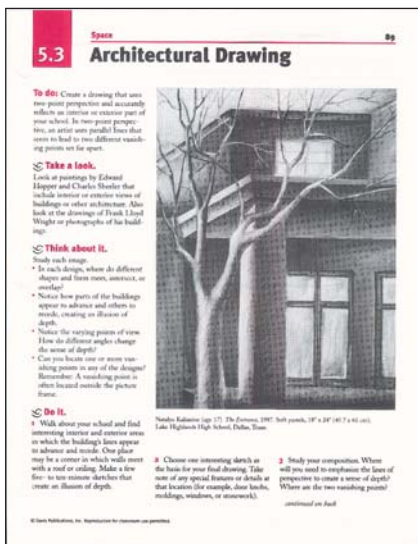 Space
89
5.3
Architectural Drawing
To do: Create a drawing that uses
two-point perspective and accurately
reflects an interior or exterior part of
your school. In two-point perspec-
tive, an artist uses parallel lines that
seem to lead to two different vanish-
ing points set far apart.
Take a look.
Look at paintings by Edward
Hopper and Charles Sheeler that
include interior or exterior views of
buildings or other architecture. Also
look at the drawings of Frank Lloyd
Wright or photographs of his build-
ings.
Think about it.
Study each image.
• In each design, where do different
shapes and forms meet, intersect, or
overlap?
• Notice how parts of the buildings
appear to advance and others to
recede, creating an illusion of
depth.
• Notice the varying points of view.
How do different angles change
the sense of depth?
• Can you locate one or more van-
ishing points in any of the designs?
Remember: A vanishing point is
often located outside the picture
frame.
Do it.
1 Walk about your school and find
interesting interior and exterior areas
in which the building's lines appear
to advance and recede. One place
may be a corner in which walls meet
with a roof or ceiling. Make a few
five- to ten-minute sketches that
create an illusion of depth.
(age 17). The Entrance, 1997. Soft pastels, 18" x 24" (45.7 x 61 cm).
Lake Highlands High School, Dallas, Texas.
2 Choose one interesting sketch as
the basis for your final drawing. Take
note of any special features or details at
that location (for example, door knobs,
moldings, windows, or stonework).
3 Study your composition. Where
will you need to emphasize the lines of
perspective to create a sense of depth?
Where are the two vanishing points?
continued on back
© Davis Publications, Inc. Reproduction for classroom use permitted.